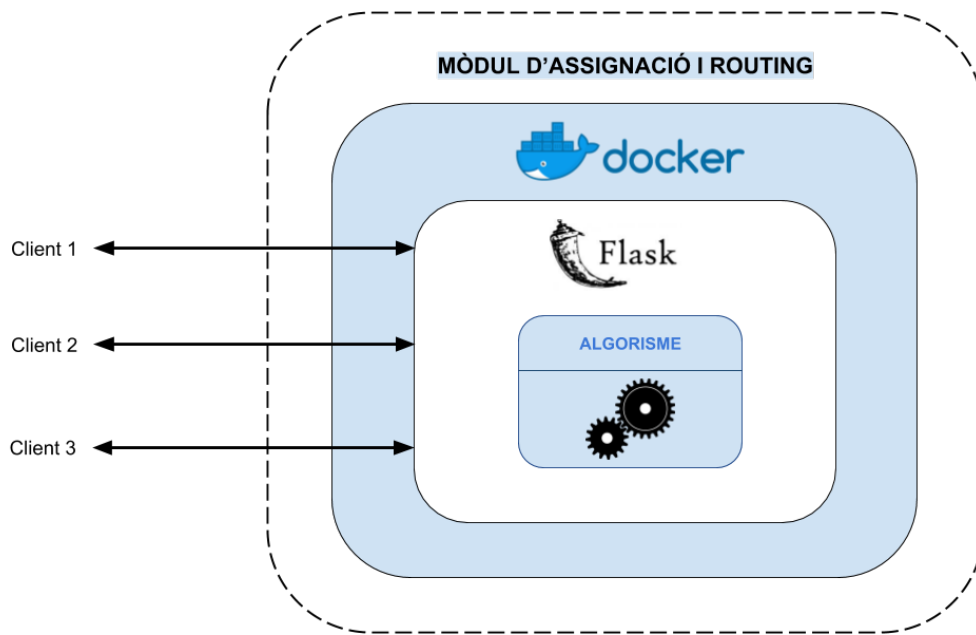 MÒDUL D'ASSIGNACIÓ I ROUTING
docker
Flask
Client 1
Client 2
ALGORISME
Client 3